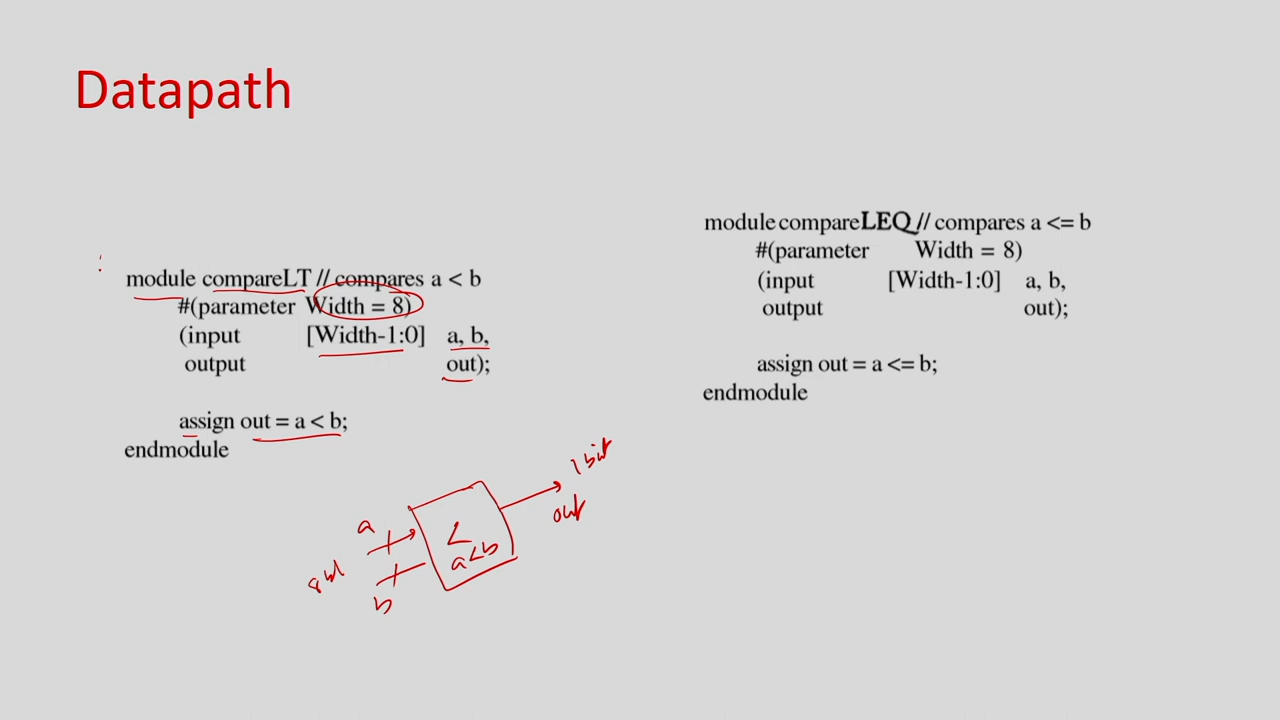 Datapath
module compareLT // compares a < b
#(parameter Width = 8)
(input [Width-1:0] a, b,
output out);
assign out = a < b;
endmodule
module compareLEQ // compares a <= b
#(parameter Width = 8)
(input [Width-1:0] a, b,
output out);
assign out = a <= b;
endmodule
1 bit
out
a
<
a<b
8 bit
b